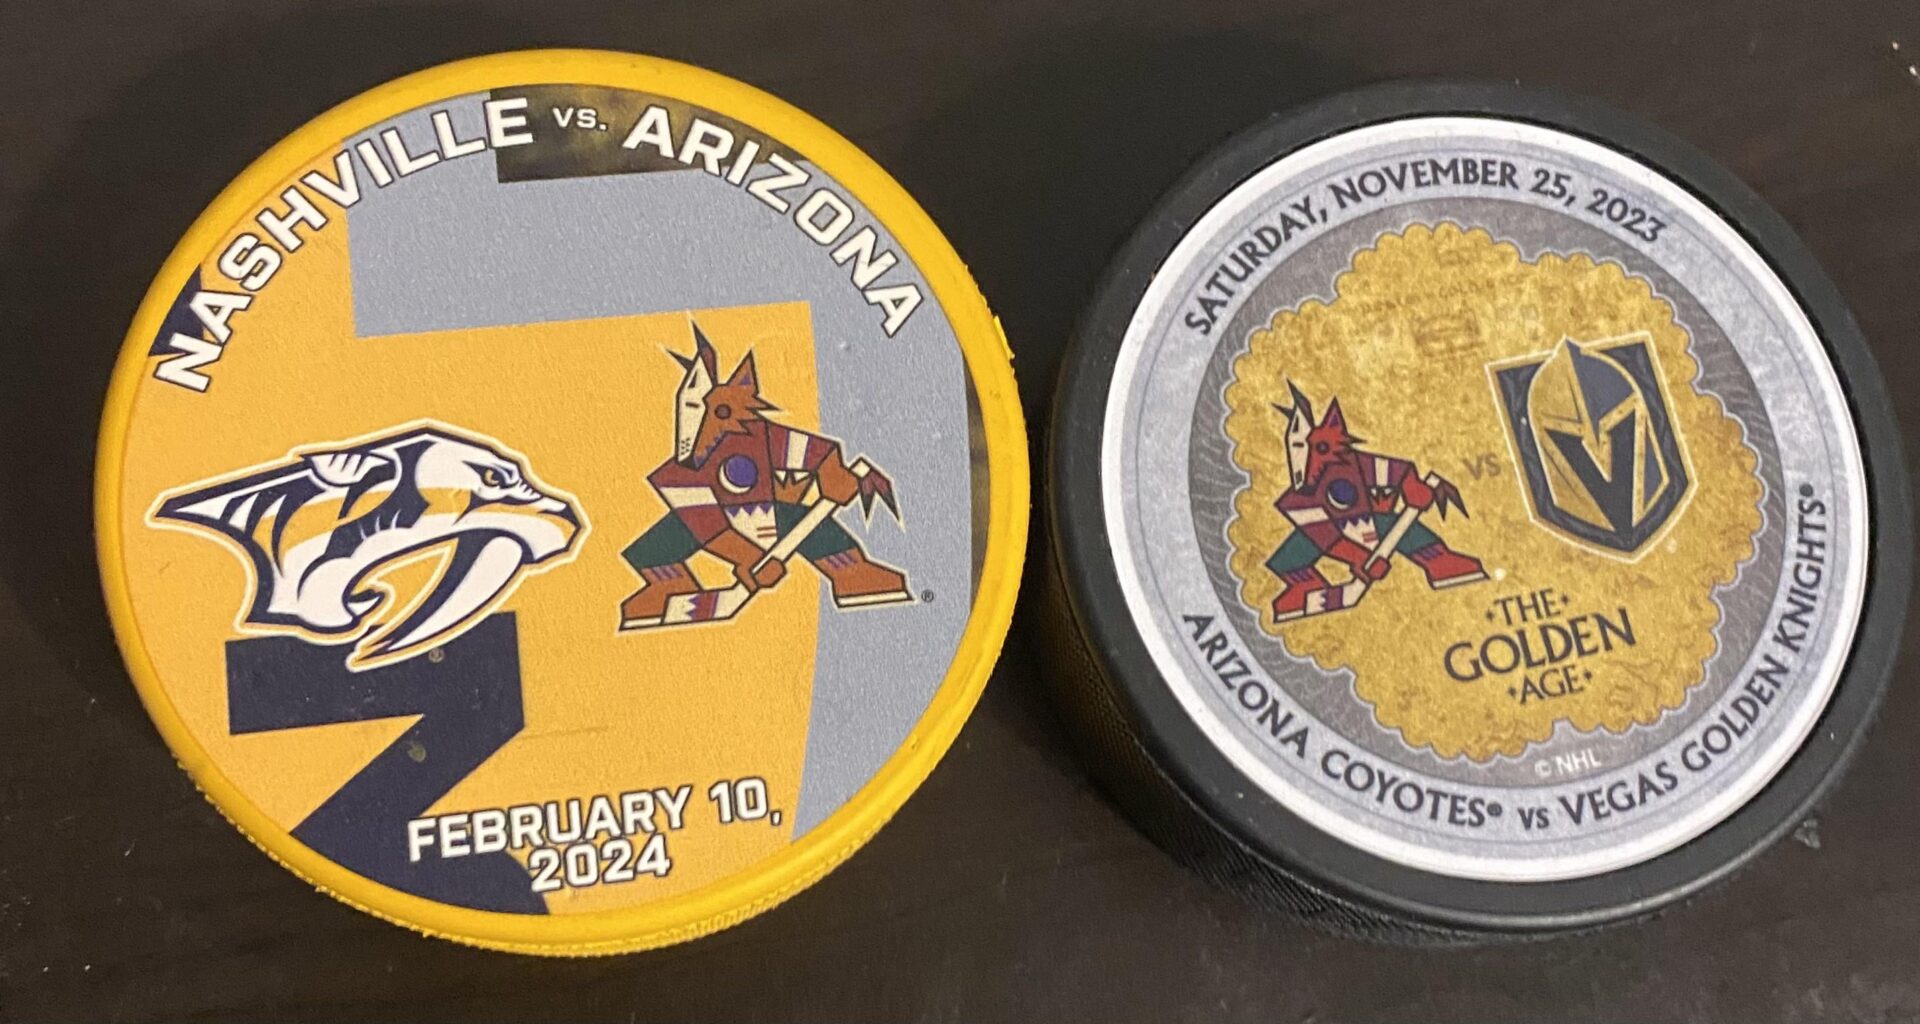 NASHVILLE vs. ARIZONA
®
®
FEBRUARY 10,
2024
SATURDAY, NOVEMBER 25, 2023
VS
·THE·
GOLDEN
·AGE·
© NHL
ARIZONA COYOTES® vs VEGAS GOLDEN KNIGHTS®